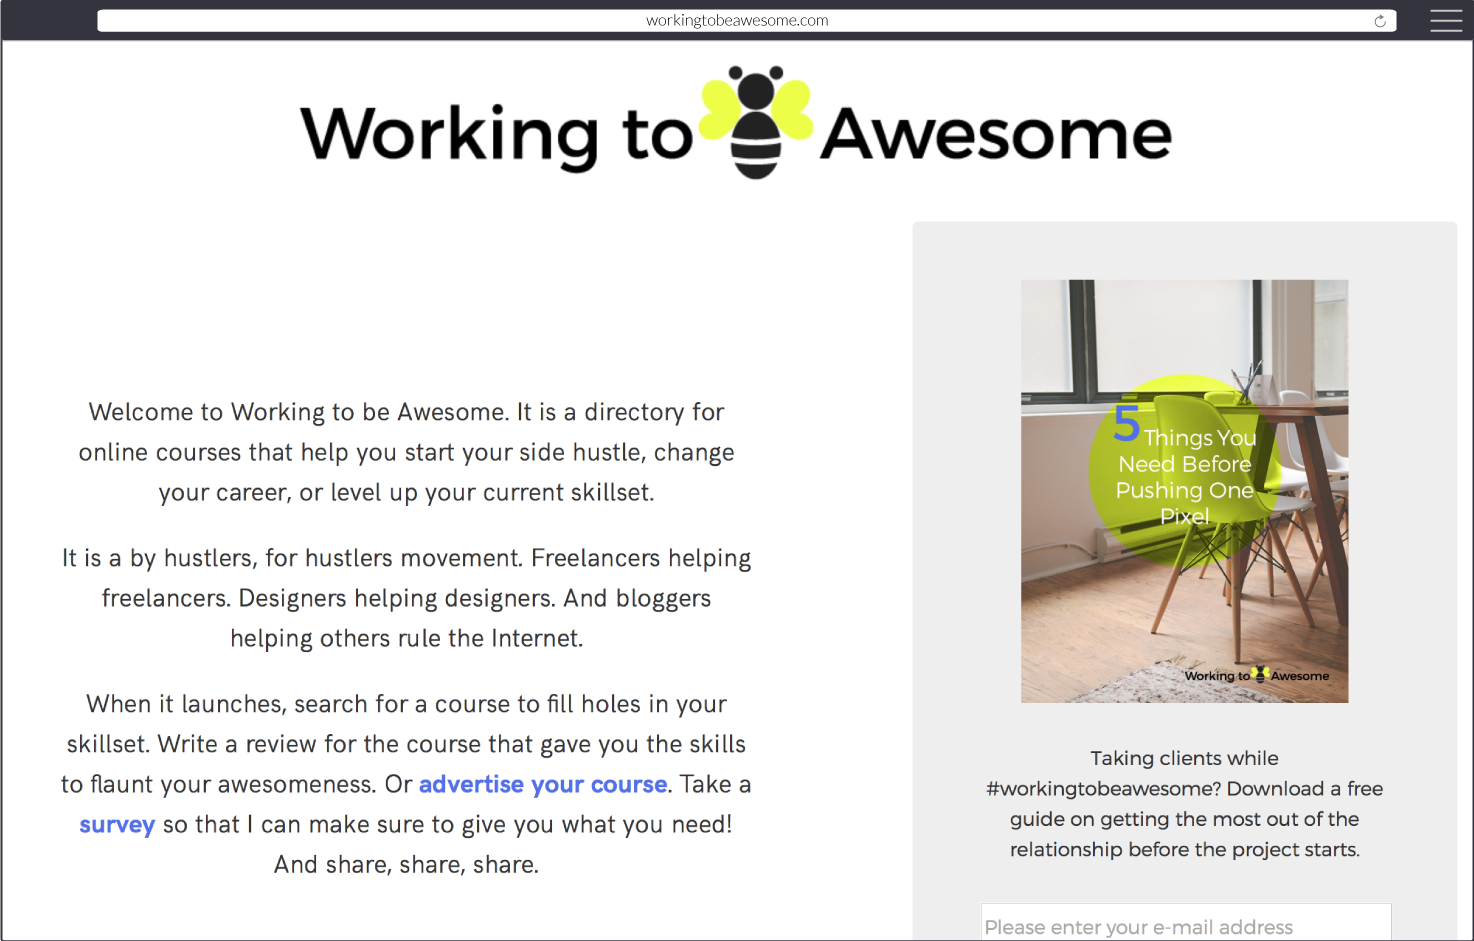 workingtobeawesome.com
Working to Awesome
Welcome to Working to be Awesome. It is a directory for
online courses that help you start your side hustle, change
your career, or level up your current skillset.
It is a by hustlers, for hustlers movement. Freelancers helping
freelancers. Designers helping designers. And bloggers
helping others rule the Internet.
When it launches, search for a course to fill holes in your
skillset. Write a review for the course that gave you the skills
to flaunt your awesomeness. Or advertise your course. Take a
survey so that I can make sure to give you what you need!
And share, share, share.
5 Things You
Need Before
Pushing One
Pixel
Working to Awesome
Taking clients while
#workingtobeawesome? Download a free
guide on getting the most out of the
relationship before the project starts.
Please enter your e-mail address